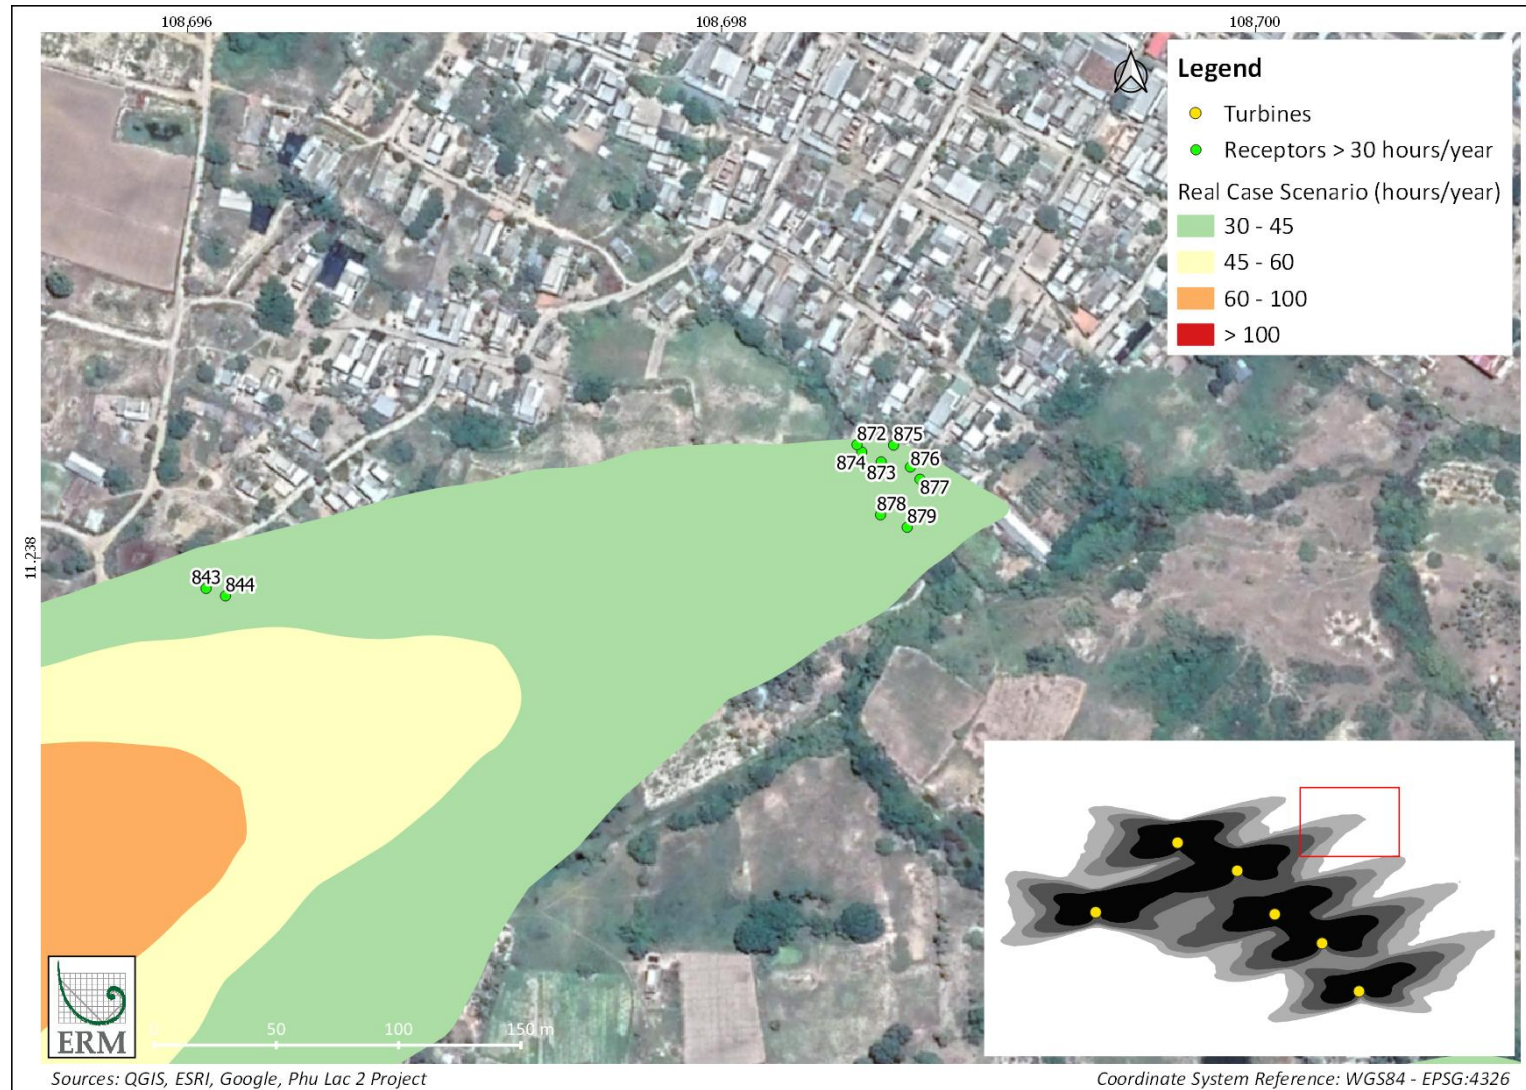 108,696 108,698 108,700
Legend
Turbines
Receptors > 30 hours/year
Real Case Scenario (hours/year)
30 - 45
45 - 60
60 - 100
> 100
872 875
874 873 876
877
878
879
11,238
843 844
ERM
0 50 100 150 m
Sources: QGIS, ESRI, Google, Phu Lac 2 Project
Coordinate System Reference: WGS84 - EPSG:4326